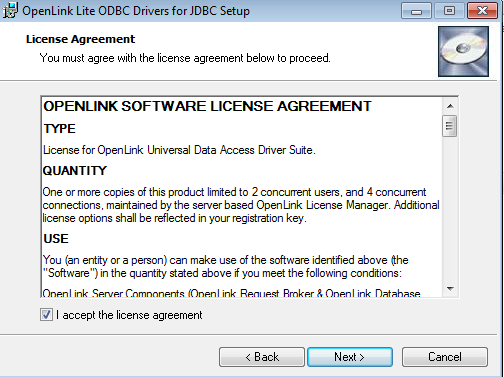 OpenLink Lite ODBC Drivers for JDBC Setup
License Agreement
You must agree with the license agreement below to proceed.
OPENLINK SOFTWARE LICENSE AGREEMENT
TYPE
License for OpenLink Universal Data Access Driver Suite.
QUANTITY
One or more copies of this product limited to 2 concurrent users, and 4 concurrent
connections, maintained by the server based OpenLink License Manager. Additional
license options shall be reflected in your registration key.
USE
You (an entity or a person) can make use of the software identified above (the
"Software") in the quantity stated above if you meet the following conditions:
OpenLink Server Components (OpenLink Request Broker & OpenLink Database
I accept the license agreement
< Back
Next >
Cancel